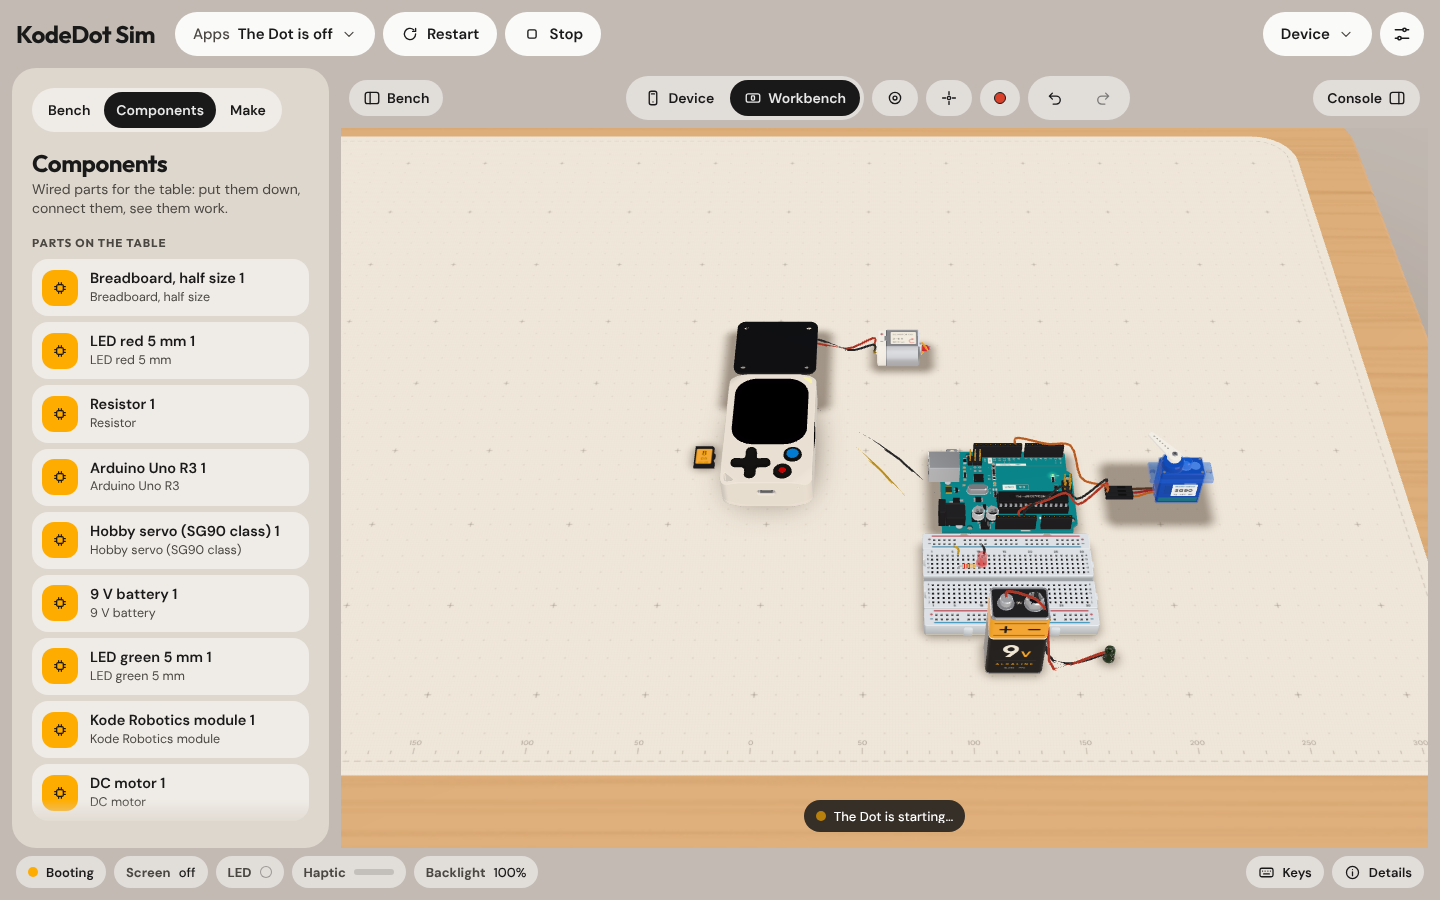 KodeDot Sim
Apps The Dot is off
Restart
Stop
Device
Bench
Components
Make
Components
Wired parts for the table: put them down,
connect them, see them work.
PARTS ON THE TABLE
Breadboard, half size 1
Breadboard, half size
LED red 5 mm 1
LED red 5 mm
Resistor 1
Resistor
Arduino Uno R3 1
Arduino Uno R3
Hobby servo (SG90 class) 1
Hobby servo (SG90 class)
9 V battery 1
9 V battery
LED green 5 mm 1
LED green 5 mm
Kode Robotics module 1
Kode Robotics module
DC motor 1
DC motor
Bench
Device
Workbench
Console
SG90
+ −
9V
ALKALINE
150 100 50 0 50 100 150 200 250 300
The Dot is starting…
Booting
Screen off
LED
Haptic
Backlight 100%
Keys
Details